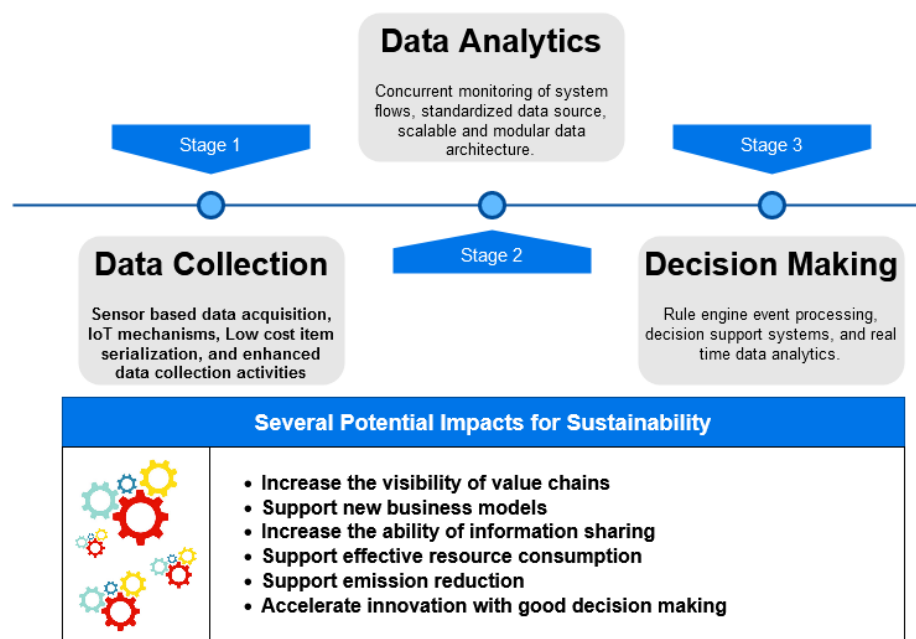 Data Analytics
Concurrent monitoring of system
flows, standardized data source,
scalable and modular data
architecture.
Stage 1
Stage 3
Stage 2
Data Collection
Sensor based data acquisition,
IoT mechanisms, Low cost item
serialization, and enhanced
data collection activities
Decision Making
Rule engine event processing,
decision support systems, and real
time data analytics.
Several Potential Impacts for Sustainability
• Increase the visibility of value chains
• Support new business models
• Increase the ability of information sharing
• Support effective resource consumption
• Support emission reduction
• Accelerate innovation with good decision making